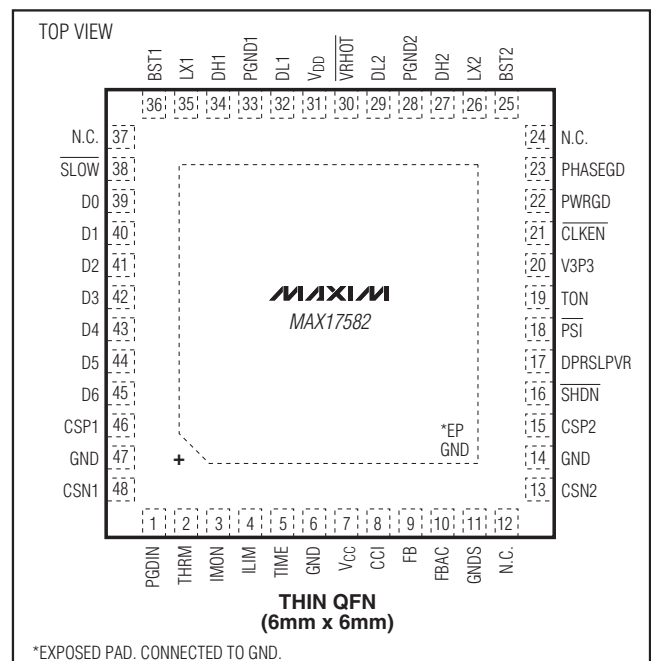 TOP VIEW
BST1
LX1
DH1
PGND1
DL1
VDD
VRHOT
DL2
PGND2
DH2
LX2
BST2
36 35 34 33 32 31 30 29 28 27 26 25
N.C. 37
SLOW 38
D0 39
D1 40
D2 41
D3 42
D4 43
D5 44
D6 45
CSP1 46
GND 47
CSN1 48
24 N.C.
23 PHASEGD
22 PWRGD
21 CLKEN
20 V3P3
19 TON
18 PSI
17 DPRSLPVR
16 SHDN
15 CSP2
14 GND
13 CSN2
MAXIM
MAX17582
*EP
GND
+
1 2 3 4 5 6 7 8 9 10 11 12
PGDIN
THRM
IMON
ILIM
TIME
GND
VCC
CCI
FB
FBAC
GNDS
N.C.
THIN QFN
(6mm x 6mm)
*EXPOSED PAD. CONNECTED TO GND.